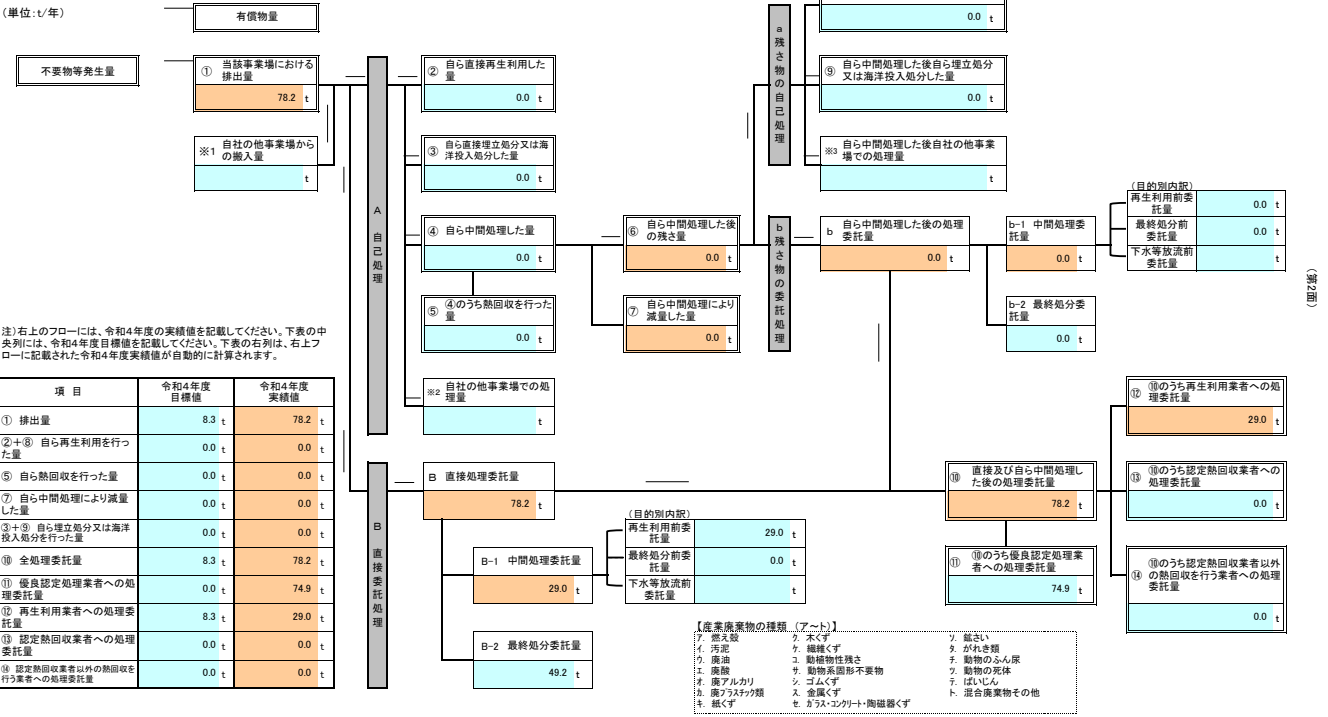 (単位:t/年)
有償物量
0.0 t
不要物等発生量
① 当該事業場における
排出量
78.2 t
※1 自社の他事業場から
の搬入量
t
A 自己処理
② 自ら直接再生利用した
量
0.0 t
③ 自ら直接埋立処分又は海
洋投入処分した量
0.0 t
④ 自ら中間処理した量
0.0 t
⑤ ④のうち熱回収を行った
量
0.0 t
※2 自社の他事業場での処
理量
t
⑥ 自ら中間処理した後
の残さ量
0.0 t
⑦ 自ら中間処理により
減量した量
0.0 t
a 残さ物の自己処理
⑨ 自ら中間処理した後自ら埋立処分
又は海洋投入処分した量
0.0 t
※3 自ら中間処理した後自社の他事業
場での処理量
t
b 残さ物の委託処理
b 自ら中間処理した後の処理
委託量
0.0 t
b-1 中間処理委
託量
0.0 t
(目的別内訳)
再生利用前委
託量
0.0 t
最終処分前
委託量
0.0 t
下水等放流前
委託量
t
b-2 最終処分委
託量
0.0 t
(第2面)
注)右上のフローには、令和4年度の実績値を記載してください。下表の中
央列には、令和4年度目標値を記載してください。下表の右列は、右上フ
ローに記載された令和4年度実績値が自動的に計算されます。
項 目 令和4年度
目標値 令和4年度
実績値
① 排出量 8.3 t 78.2 t
②+⑧ 自ら再生利用を行っ
た量 0.0 t 0.0 t
⑤ 自ら熱回収を行った量 0.0 t 0.0 t
⑦ 自ら中間処理により減量
した量 0.0 t 0.0 t
③+⑨ 自ら埋立処分又は海洋
投入処分を行った量 0.0 t 0.0 t
⑩ 全処理委託量 8.3 t 78.2 t
⑪ 優良認定処理業者への処
理委託量 0.0 t 74.9 t
⑫ 再生利用業者への処理委
託量 8.3 t 29.0 t
⑬ 認定熱回収業者への処理
委託量 0.0 t 0.0 t
⑭ 認定熱回収業者以外の熱回収を
行う業者への処理委託量 0.0 t 0.0 t
B 直接委託処理
B 直接処理委託量
78.2 t
B-1 中間処理委託量
29.0 t
(目的別内訳)
再生利用前委
託量
29.0 t
最終処分前委
託量
0.0 t
下水等放流前
委託量
t
B-2 最終処分委託量
49.2 t
⑩ 直接及び自ら中間処理し
た後の処理委託量
78.2 t
⑪ ⑩のうち優良認定処理業
者への処理委託量
74.9 t
⑫ ⑩のうち再生利用業者への処
理委託量
29.0 t
⑬ ⑩のうち認定熱回収業者への
処理委託量
0.0 t
⑭ ⑩のうち認定熱回収業者以外
の熱回収を行う業者への処理
委託量
0.0 t
【産業廃棄物の種類 (ア~ト)】
ア. 燃え殻 ク. 木くず ソ. 鉱さい
イ. 汚泥 ケ. 繊維くず タ. がれき類
ウ. 廃油 コ. 動植物性残さ チ. 動物のふん尿
エ. 廃酸 サ. 動物系固形不要物 ツ. 動物の死体
オ. 廃アルカリ シ. ゴムくず テ. ばいじん
カ. 廃プラスチック類 ス. 金属くず ト. 混合廃棄物その他
キ. 紙くず セ. ガラス・コンクリート・陶磁器くず